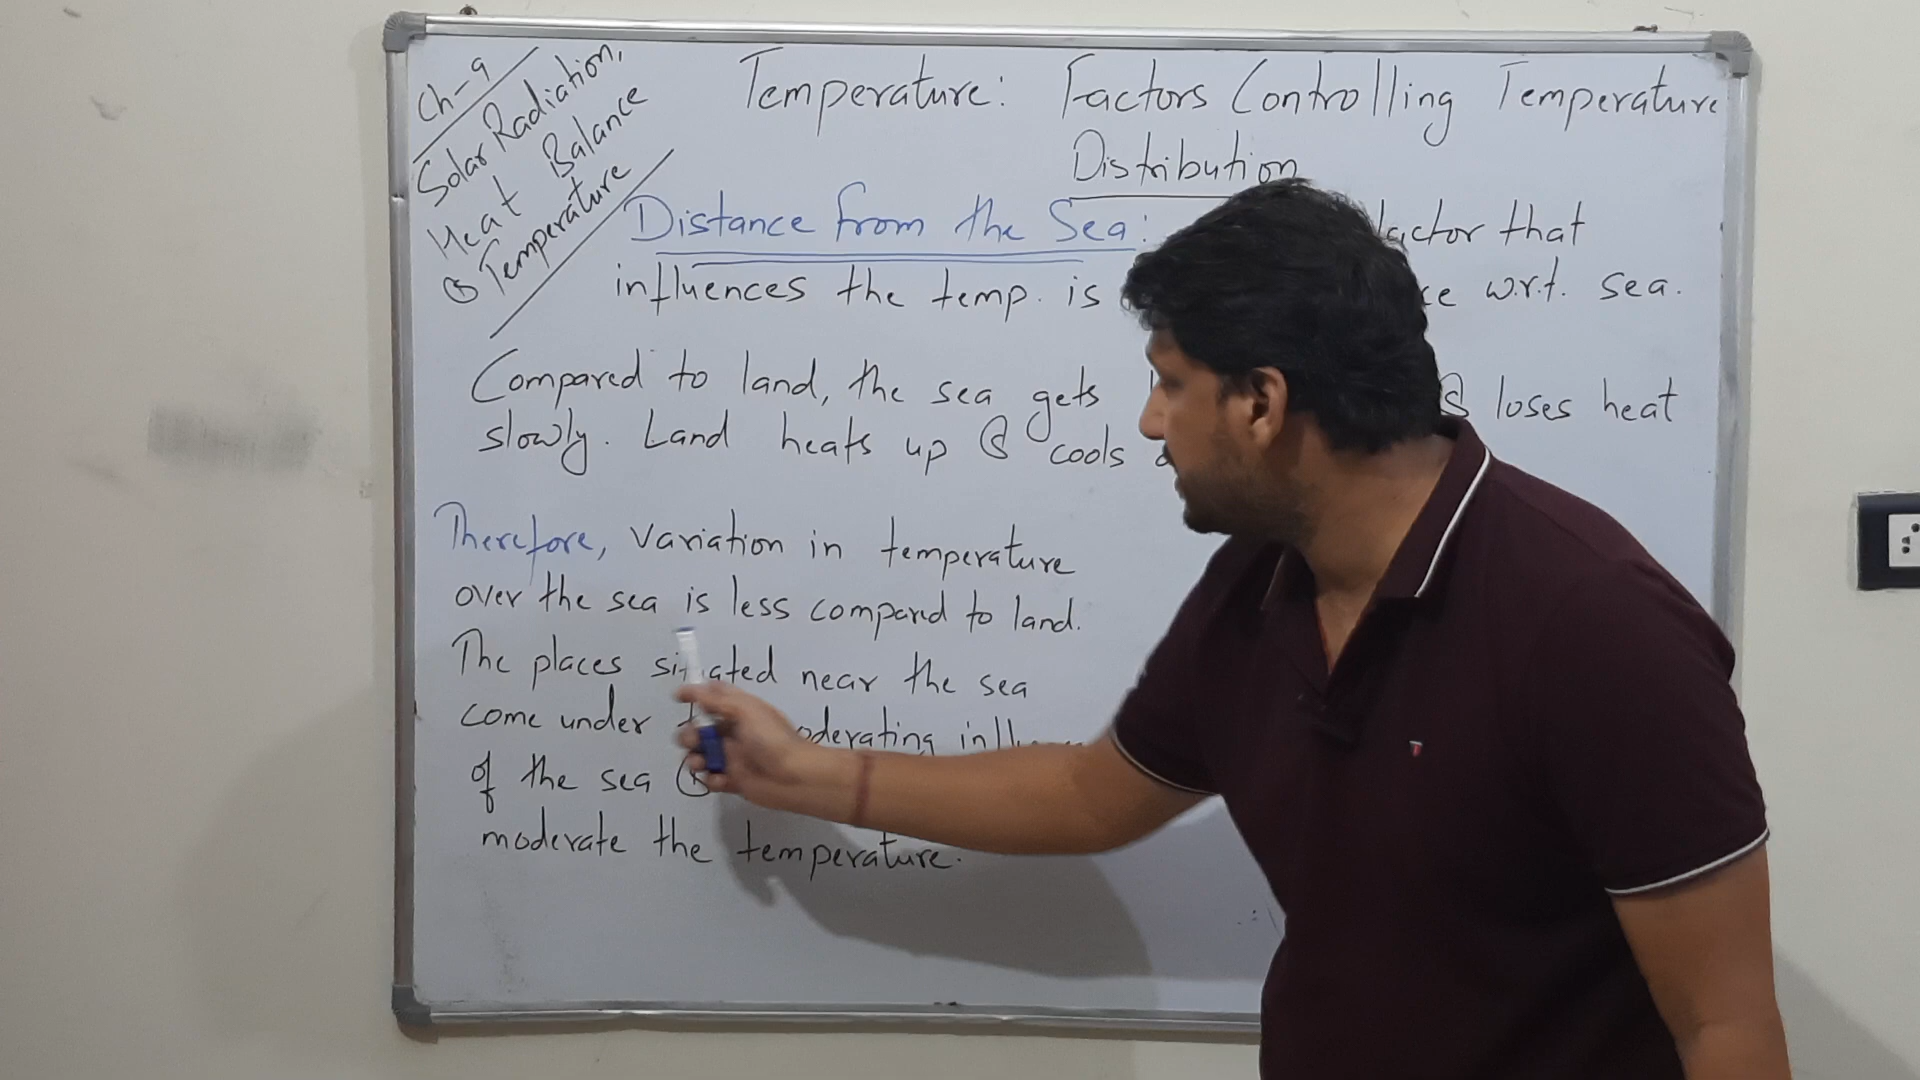 Ch-9
Solar Radiation,
Heat Balance
& Temperature
Temperature: Factors Controlling Temperature
Distribution
Distance from the Sea: factor that
influences the temp. is w.r.t. sea.
Compared to land, the sea gets & loses heat
slowly. Land heats up & cools
Therefore, variation in temperature
over the sea is less compared to land.
The places situated near the sea
come under moderating
of the sea &
moderate the temperature.